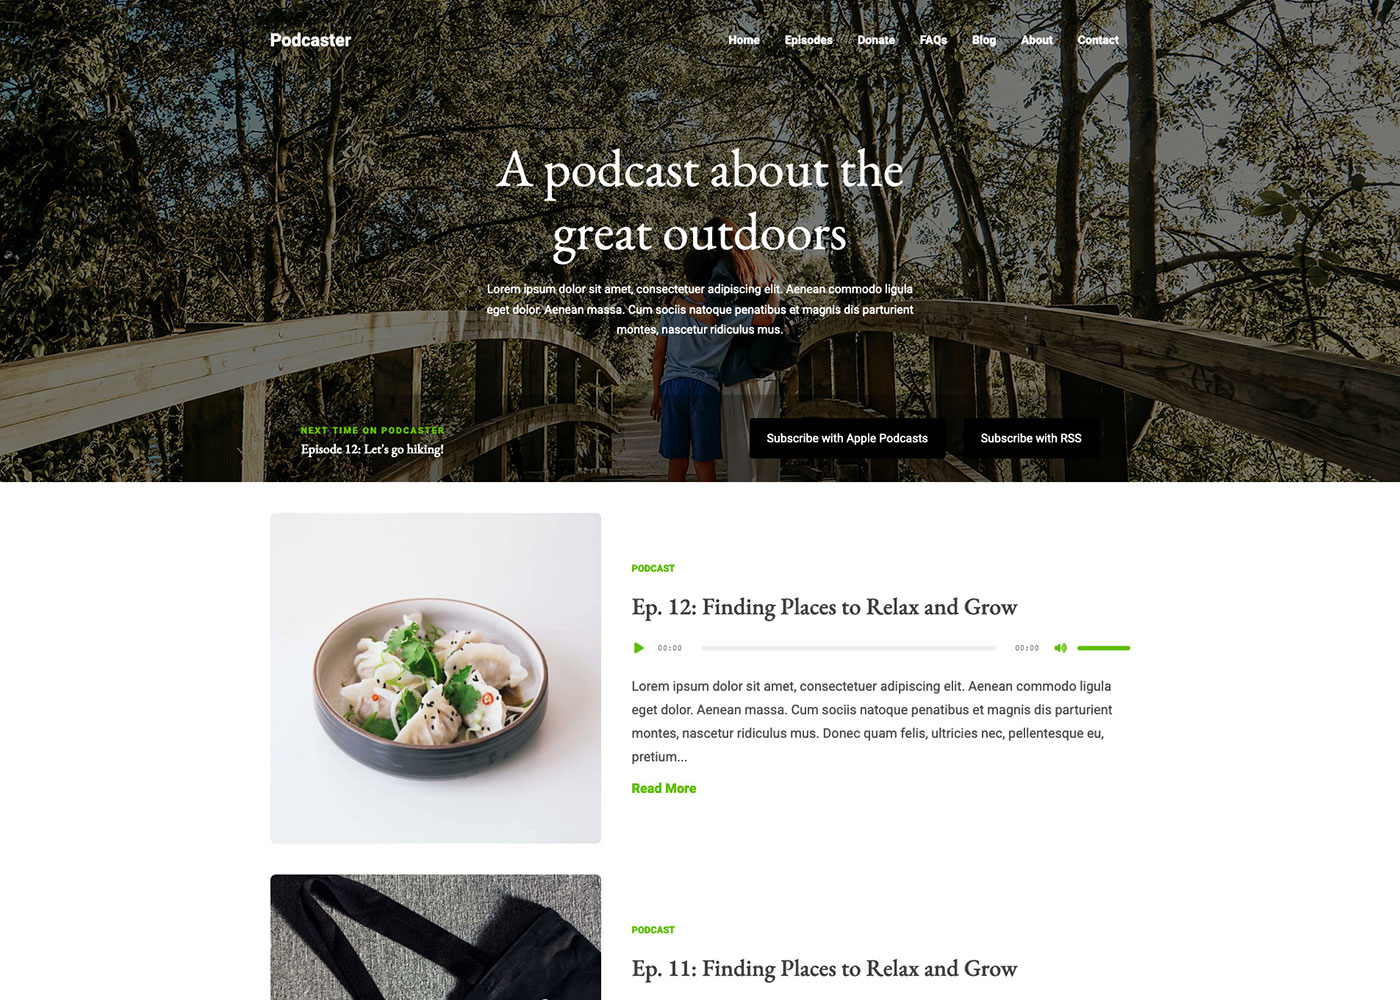 Podcaster
Home Episodes Donate FAQs Blog About Contact
A podcast about the
great outdoors
Lorem ipsum dolor sit amet, consectetuer adipiscing elit. Aenean commodo ligula
eget dolor. Aenean massa. Cum sociis natoque penatibus et magnis dis parturient
montes, nascetur ridiculus mus.
NEXT TIME ON PODCASTER
Episode 12: Let's go hiking!
Subscribe with Apple Podcasts
Subscribe with RSS
PODCAST
Ep. 12: Finding Places to Relax and Grow
00:00 00:00
Lorem ipsum dolor sit amet, consectetuer adipiscing elit. Aenean commodo ligula
eget dolor. Aenean massa. Cum sociis natoque penatibus et magnis dis parturient
montes, nascetur ridiculus mus. Donec quam felis, ultricies nec, pellentesque eu,
pretium...
Read More
PODCAST
Ep. 11: Finding Places to Relax and Grow